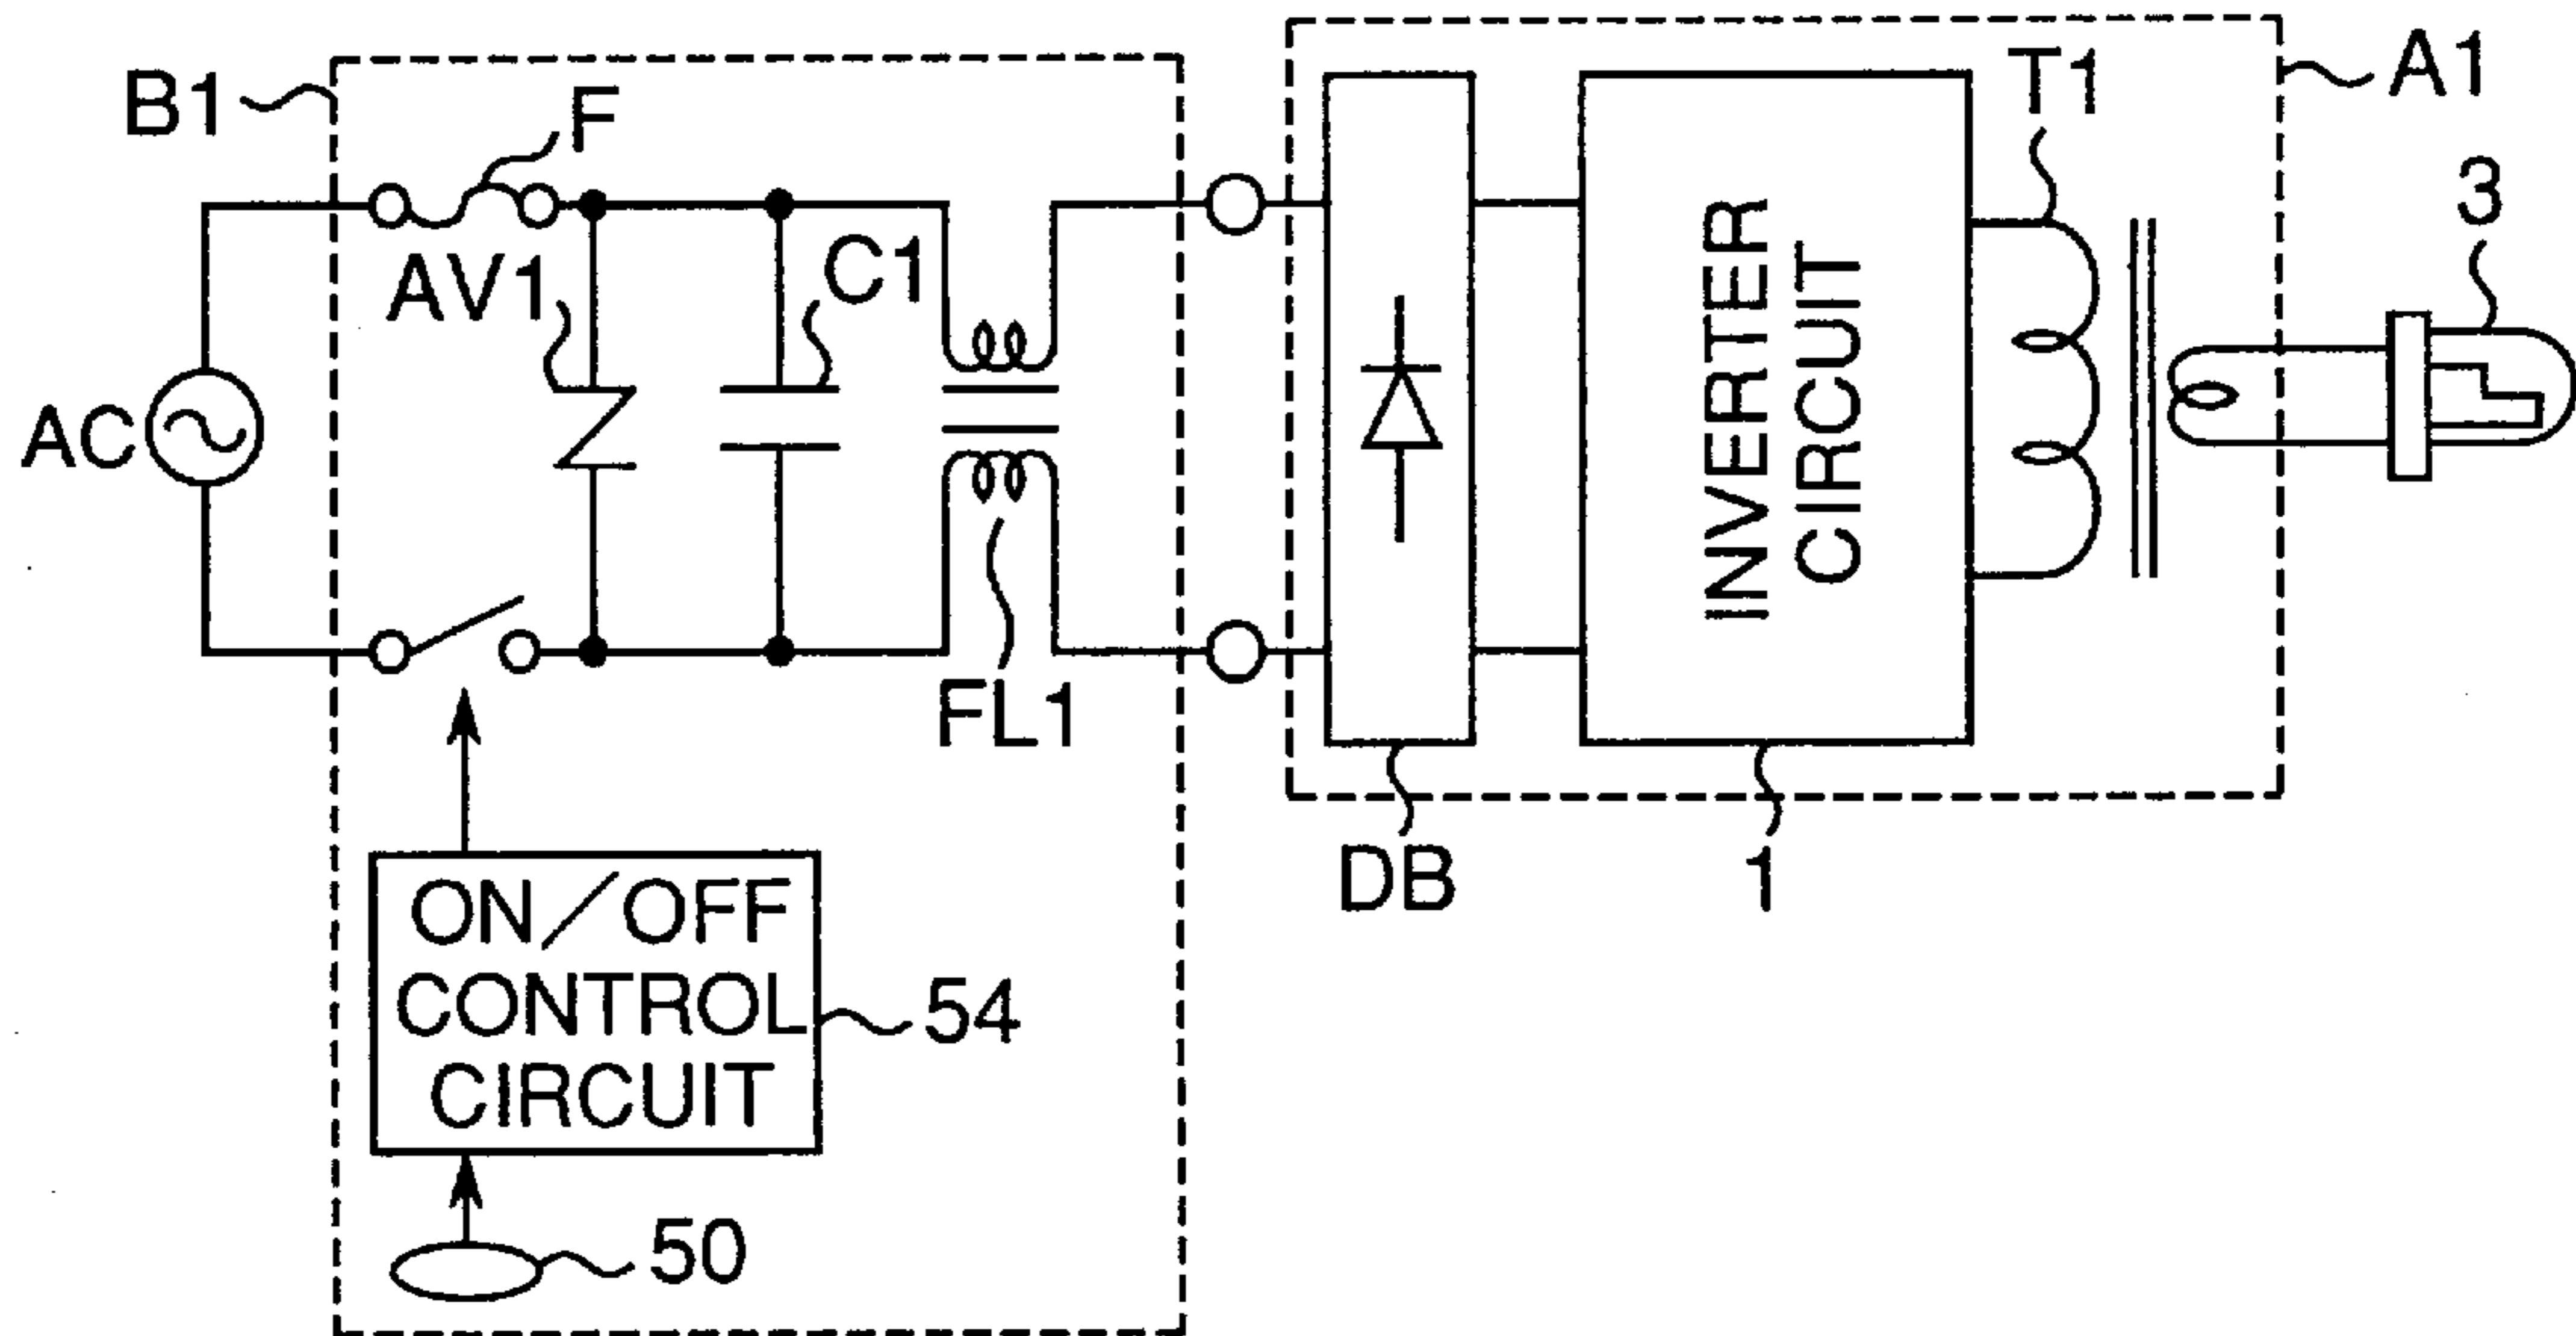 B1
F
T1
A1
3
AV1
C1
AC
INVERTER
CIRCUIT
FL1
DB
1
ON/OFF
CONTROL
CIRCUIT
54
50